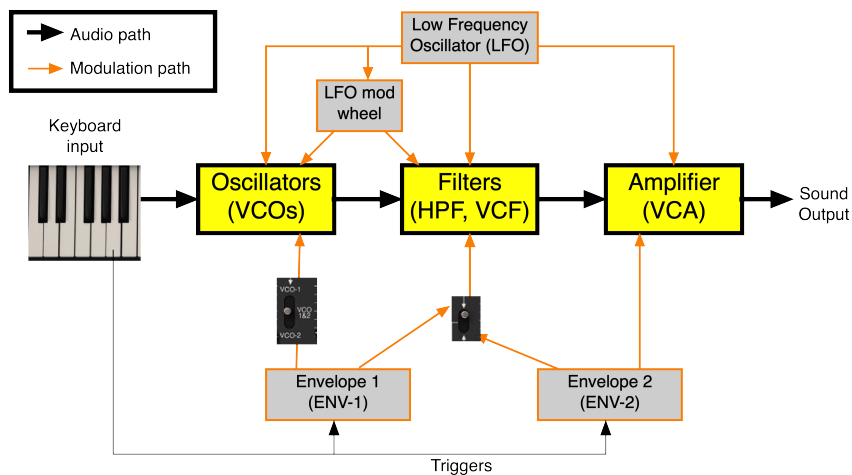 Audio path
Modulation path
Low Frequency
Oscillator (LFO)
LFO mod
wheel
Keyboard
input
Oscillators
(VCOs)
Filters
(HPF, VCF)
Amplifier
(VCA)
Sound
Output
VCO-1
VCO
1&2
VCO-2
Envelope 1
(ENV-1)
Envelope 2
(ENV-2)
Triggers